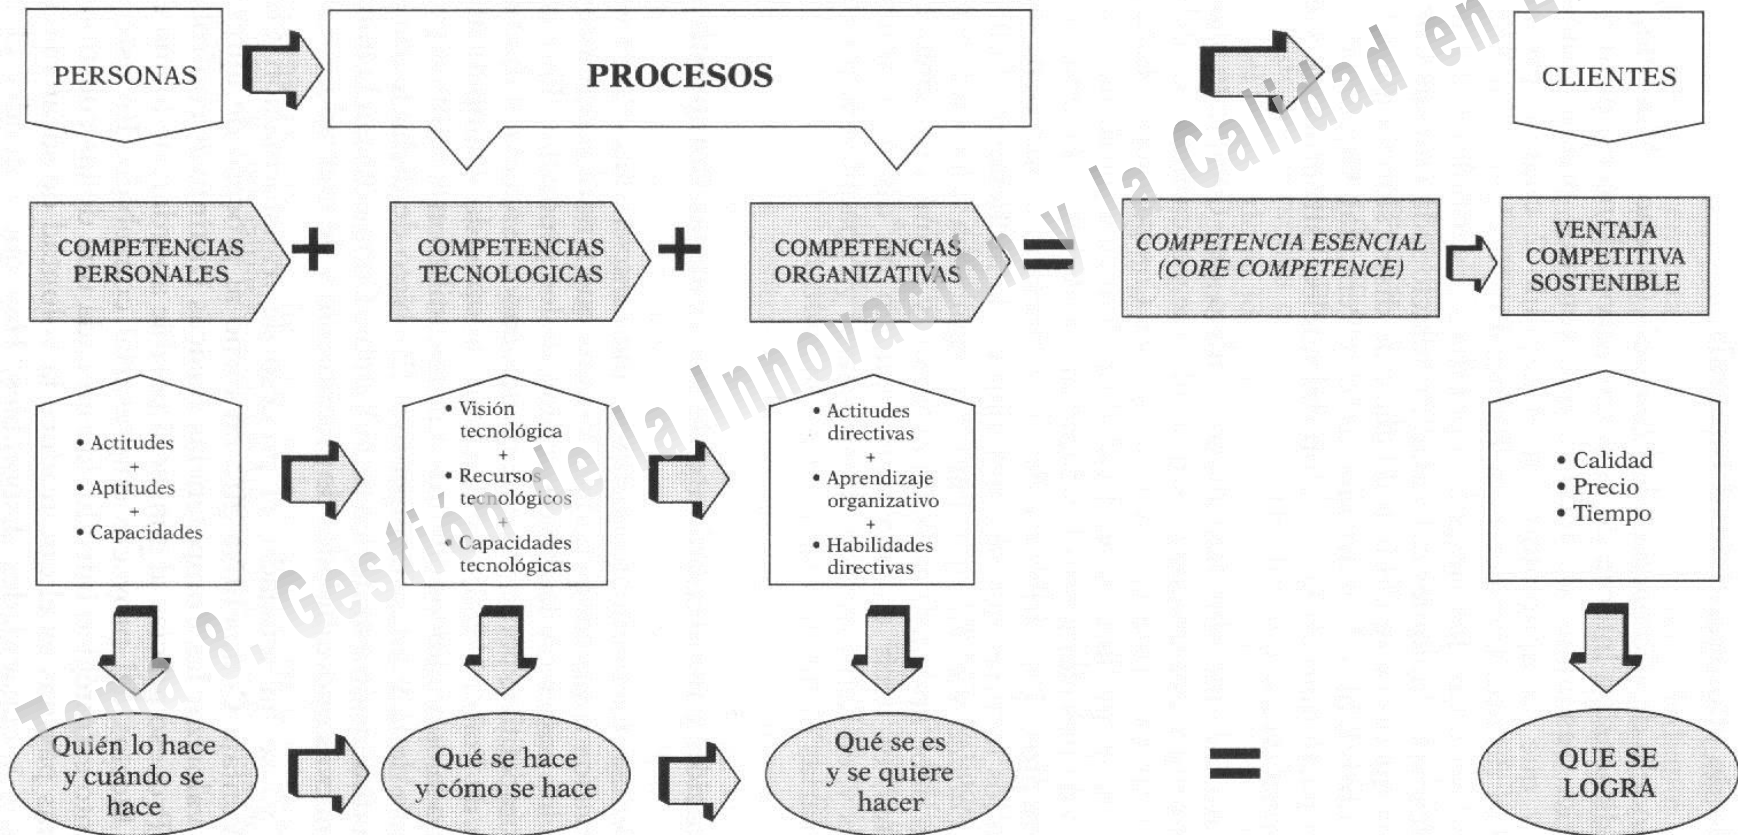 PERSONAS
PROCESOS
CLIENTES
COMPETENCIAS
PERSONALES
+
COMPETENCIAS
TECNOLOGICAS
+
COMPETENCIAS
ORGANIZATIVAS
=
COMPETENCIA ESENCIAL
(CORE COMPETENCE)
VENTAJA
COMPETITIVA
SOSTENIBLE
• Actitudes
+
• Aptitudes
+
• Capacidades
• Visión
tecnológica
+
• Recursos
tecnológicos
+
• Capacidades
tecnológicas
• Actitudes
directivas
+
• Aprendizaje
organizativo
+
• Habilidades
directivas
• Calidad
• Precio
• Tiempo
Quién lo hace
y cuándo se
hace
Qué se hace
y cómo se hace
Qué se es
y se quiere
hacer
=
QUE SE
LOGRA
Tema 8. Gestión de la Innovación y la Calidad en